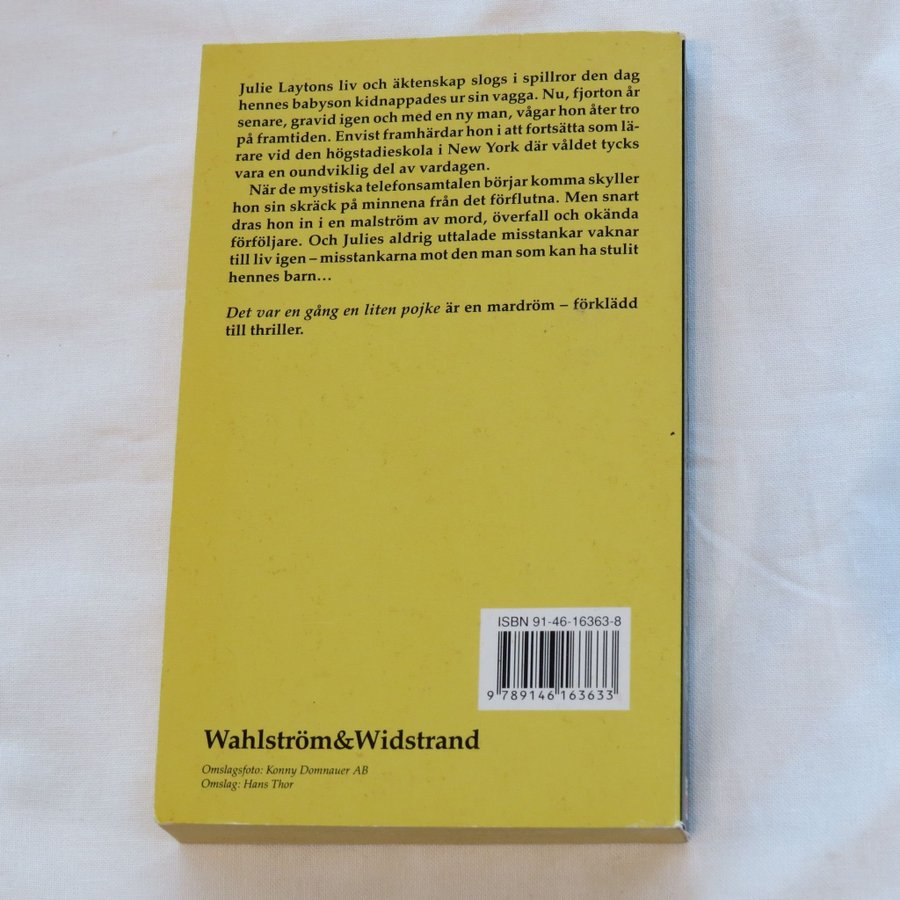 Julie Laytons liv och äktenskap slogs i spillror den dag
hennes babyson kidnappades ur sin vagga. Nu, fjorton år
senare, gravid igen och med en ny man, vågar hon åter tro
på framtiden. Envist framhärdar hon i att fortsätta som lä-
rare vid den högstadieskola i New York där våldet tycks
vara en oundviklig del av vardagen.
När de mystiska telefonsamtalen börjar komma skyller
hon sin skräck på minnena från det förflutna. Men snart
dras hon in i en malström av mord, överfall och okända
förföljare. Och Julies aldrig uttalade misstankar vaknar
till liv igen – misstankarna mot den man som kan ha stulit
hennes barn…
Det var en gång en liten pojke är en mardröm – förklädd
till thriller.
ISBN 91-46-16363-8
9 789146 163633
Wahlström&Widstrand
Omslagsfoto: Konny Domnauer AB
Omslag: Hans Thor